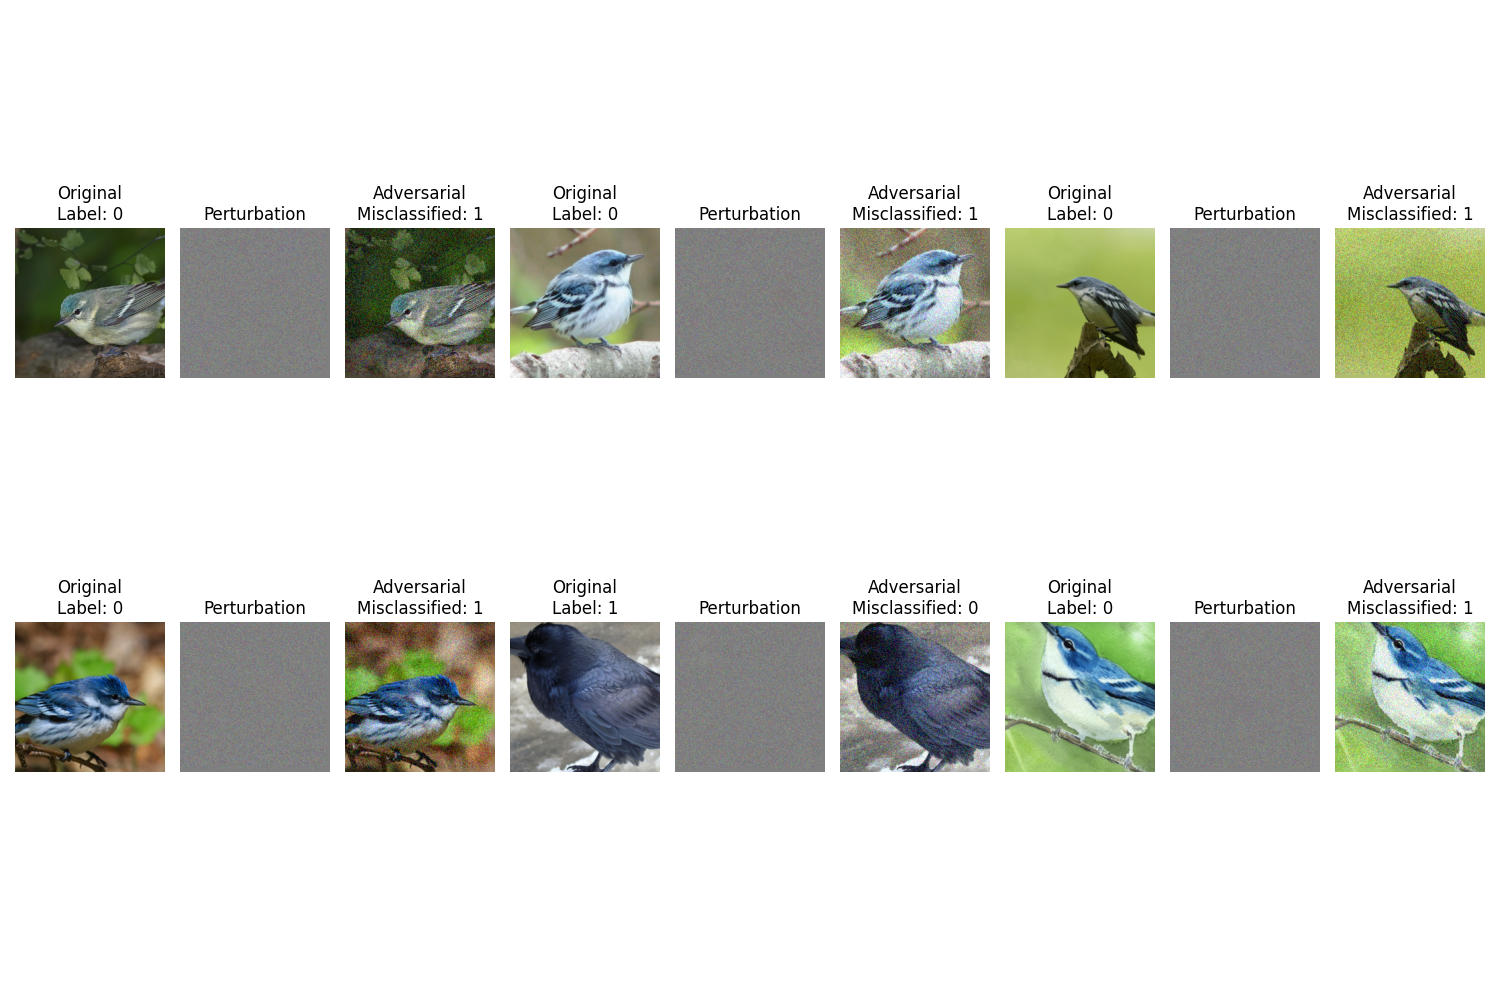 Original
Label: 0
Perturbation
Adversarial
Misclassified: 1
Original
Label: 0
Perturbation
Adversarial
Misclassified: 1
Original
Label: 0
Perturbation
Adversarial
Misclassified: 1
Original
Label: 0
Perturbation
Adversarial
Misclassified: 1
Original
Label: 1
Perturbation
Adversarial
Misclassified: 0
Original
Label: 0
Perturbation
Adversarial
Misclassified: 1